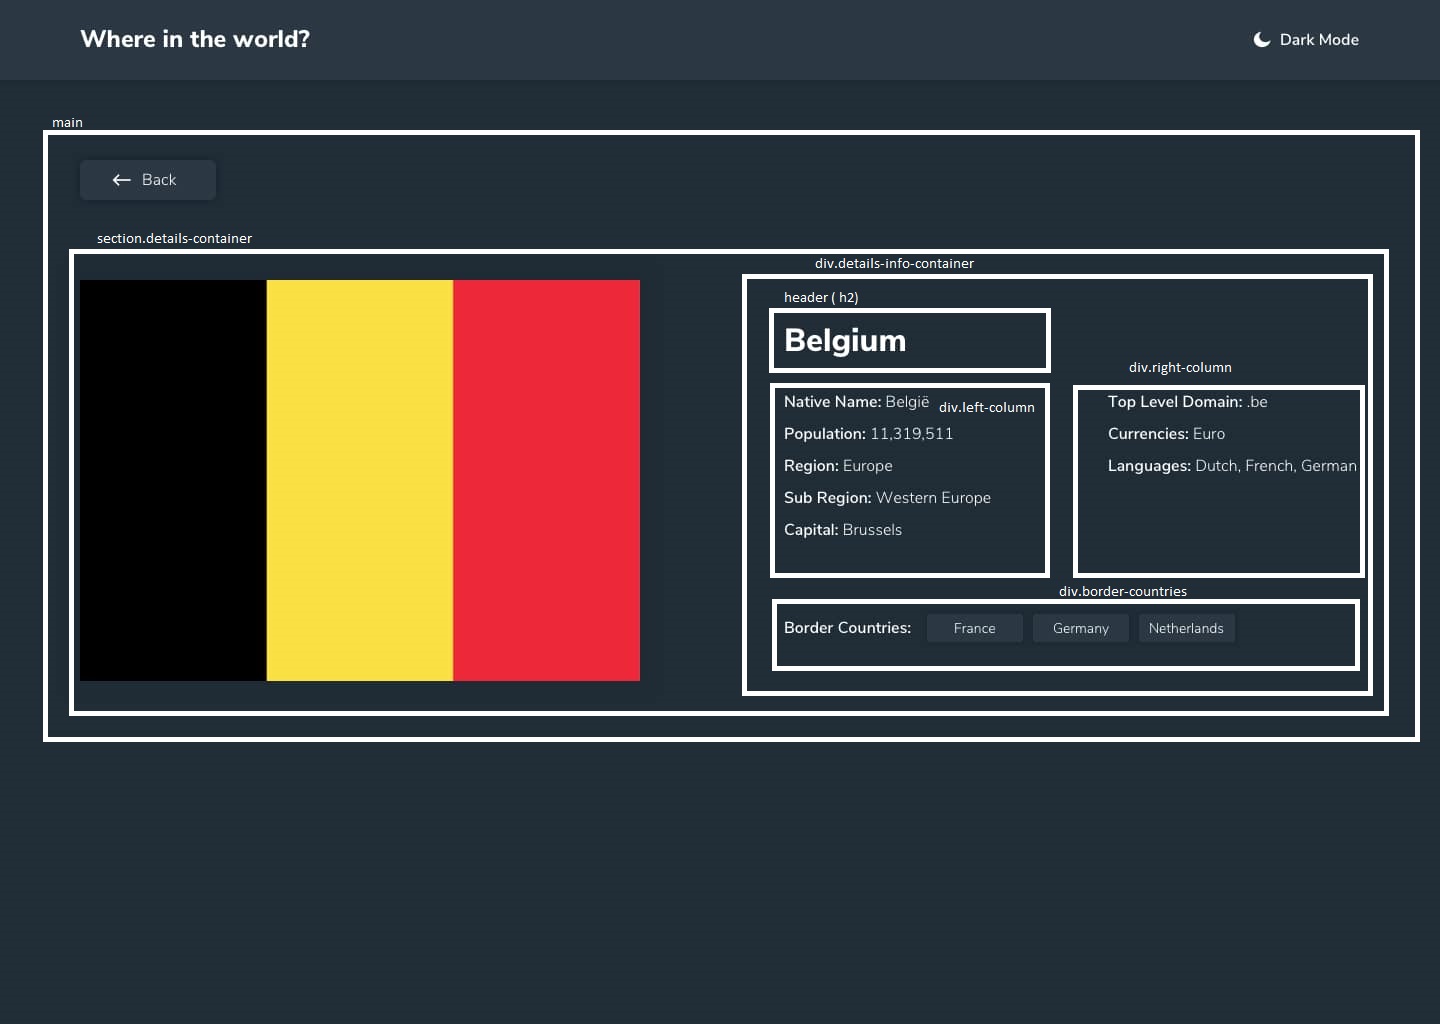 Where in the world?
Dark Mode
main
Back
section.details-container
div.details-info-container
header ( h2)
Belgium
div.right-column
Native Name: België
div.left-column
Population: 11,319,511
Region: Europe
Sub Region: Western Europe
Capital: Brussels
Top Level Domain: .be
Currencies: Euro
Languages: Dutch, French, German
div.border-countries
Border Countries: France Germany Netherlands